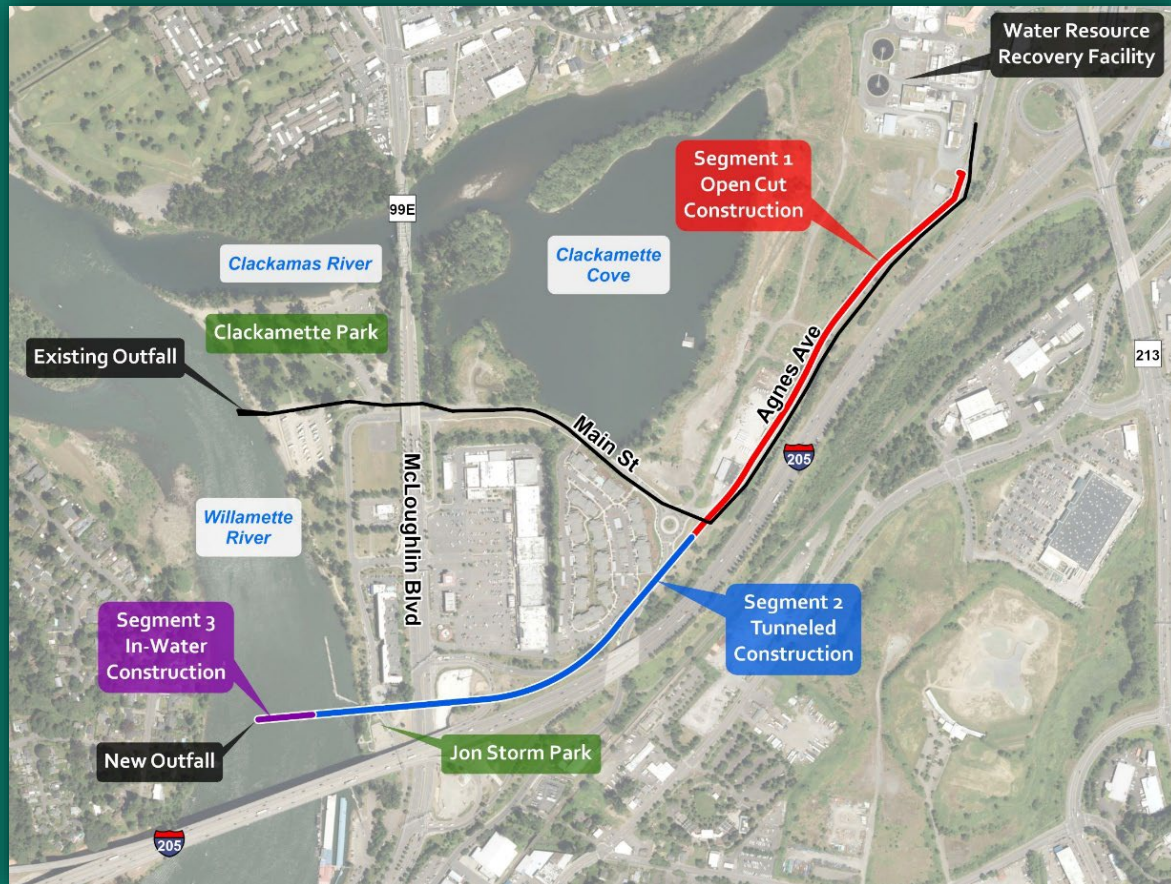 Water Resource
Recovery Facility
Segment 1
Open Cut
Construction
99E
Clackamas River
Clackamette
Cove
Clackamette Park
Existing Outfall
213
Agnes Ave
Main St
205
McLoughlin Blvd
Willamette
River
Segment 3
In-Water
Construction
Segment 2
Tunneled
Construction
New Outfall
Jon Storm Park
205